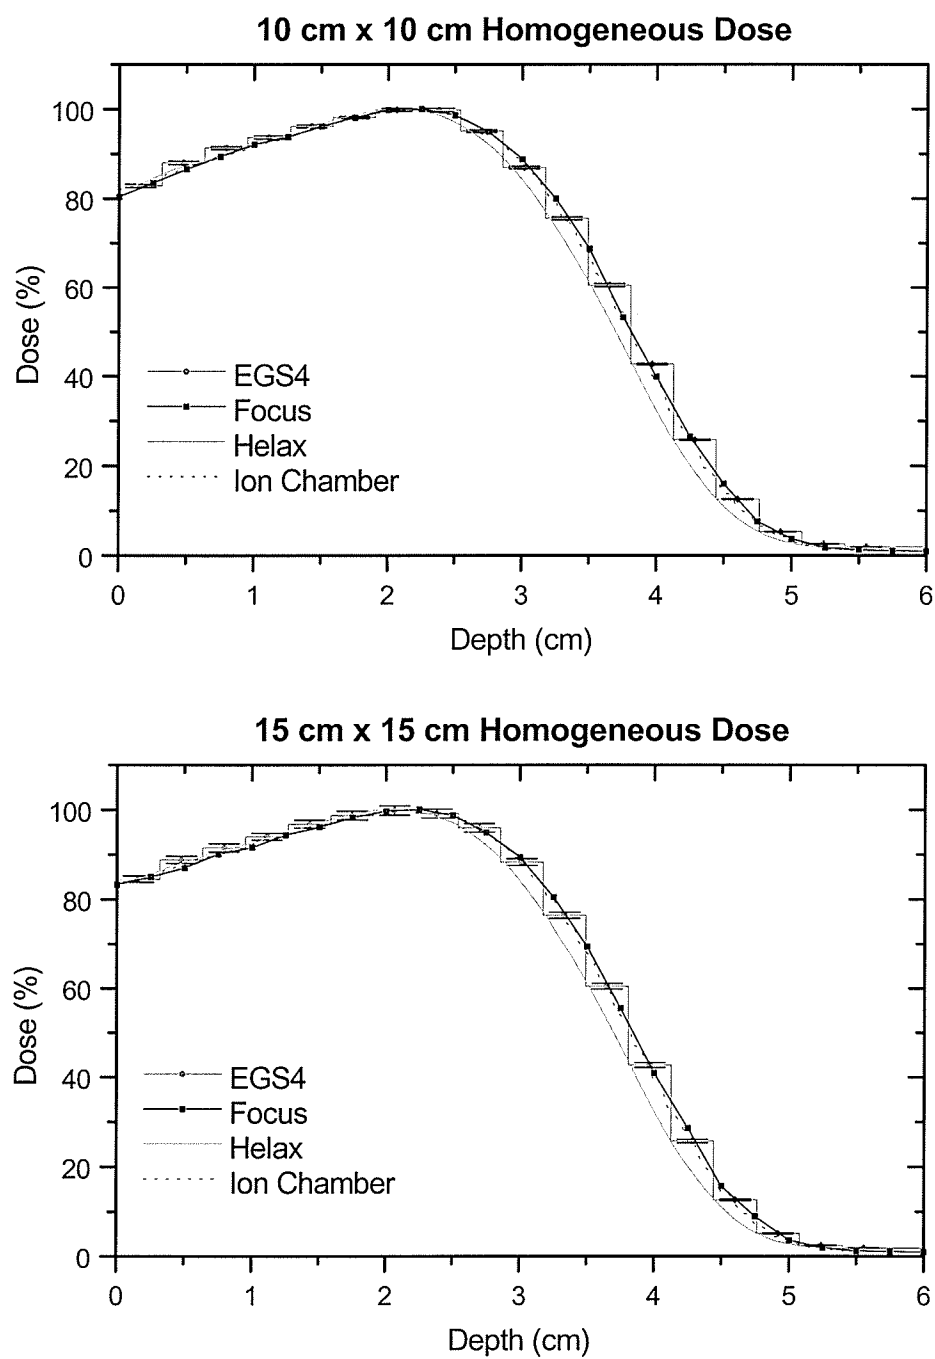 10 cm x 10 cm Homogeneous Dose
100
80
60
40
20
0
Dose (%)
EGS4
Focus
Helax
Ion Chamber
0 1 2 3 4 5 6
Depth (cm)
15 cm x 15 cm Homogeneous Dose
100
80
60
40
20
0
Dose (%)
EGS4
Focus
Helax
Ion Chamber
0 1 2 3 4 5 6
Depth (cm)